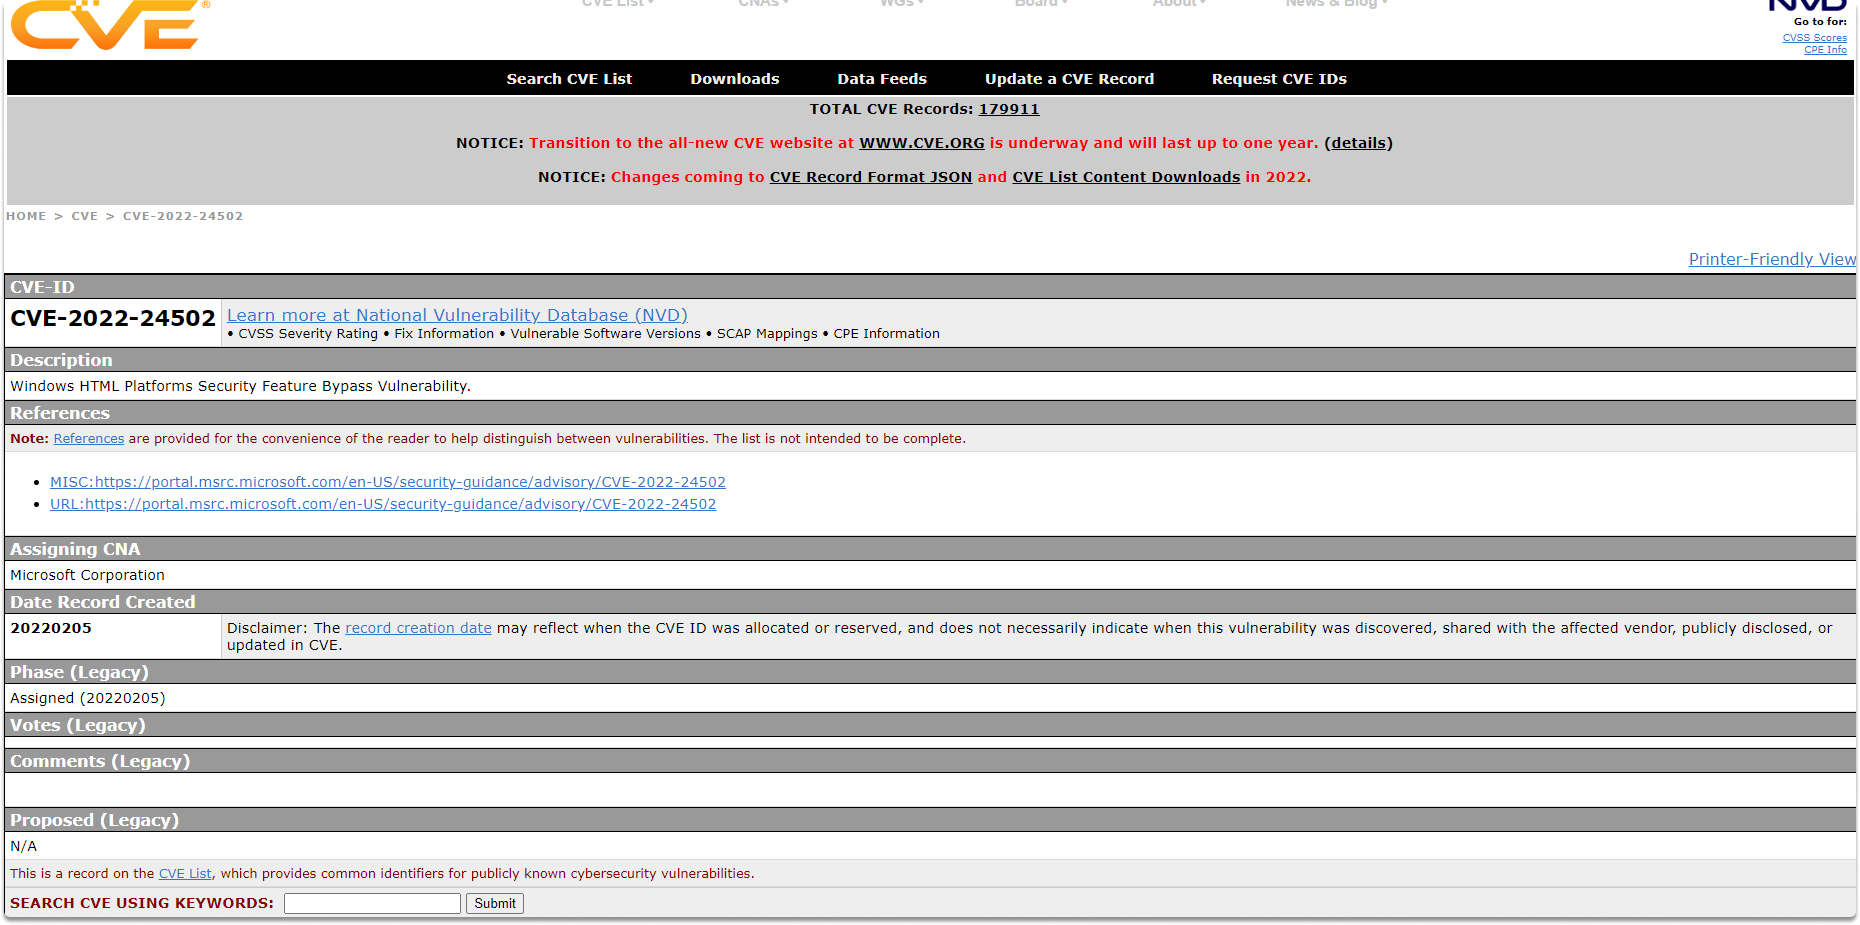 CVE®
CVE List▾ CNAs▾ WGs▾ Board▾ About▾ News & Blog▾
NVD
Go to for:
CVSS Scores
CPE Info
Search CVE List Downloads Data Feeds Update a CVE Record Request CVE IDs
TOTAL CVE Records: 179911
NOTICE: Transition to the all-new CVE website at WWW.CVE.ORG is underway and will last up to one year. (details)
NOTICE: Changes coming to CVE Record Format JSON and CVE List Content Downloads in 2022.
HOME > CVE > CVE-2022-24502
Printer-Friendly View
CVE-ID
CVE-2022-24502 Learn more at National Vulnerability Database (NVD)
• CVSS Severity Rating • Fix Information • Vulnerable Software Versions • SCAP Mappings • CPE Information
Description
Windows HTML Platforms Security Feature Bypass Vulnerability.
References
Note: References are provided for the convenience of the reader to help distinguish between vulnerabilities. The list is not intended to be complete.
• MISC:https://portal.msrc.microsoft.com/en-US/security-guidance/advisory/CVE-2022-24502
• URL:https://portal.msrc.microsoft.com/en-US/security-guidance/advisory/CVE-2022-24502
Assigning CNA
Microsoft Corporation
Date Record Created
20220205 Disclaimer: The record creation date may reflect when the CVE ID was allocated or reserved, and does not necessarily indicate when this vulnerability was discovered, shared with the affected vendor, publicly disclosed, or
updated in CVE.
Phase (Legacy)
Assigned (20220205)
Votes (Legacy)
Comments (Legacy)
Proposed (Legacy)
N/A
This is a record on the CVE List, which provides common identifiers for publicly known cybersecurity vulnerabilities.
SEARCH CVE USING KEYWORDS: Submit